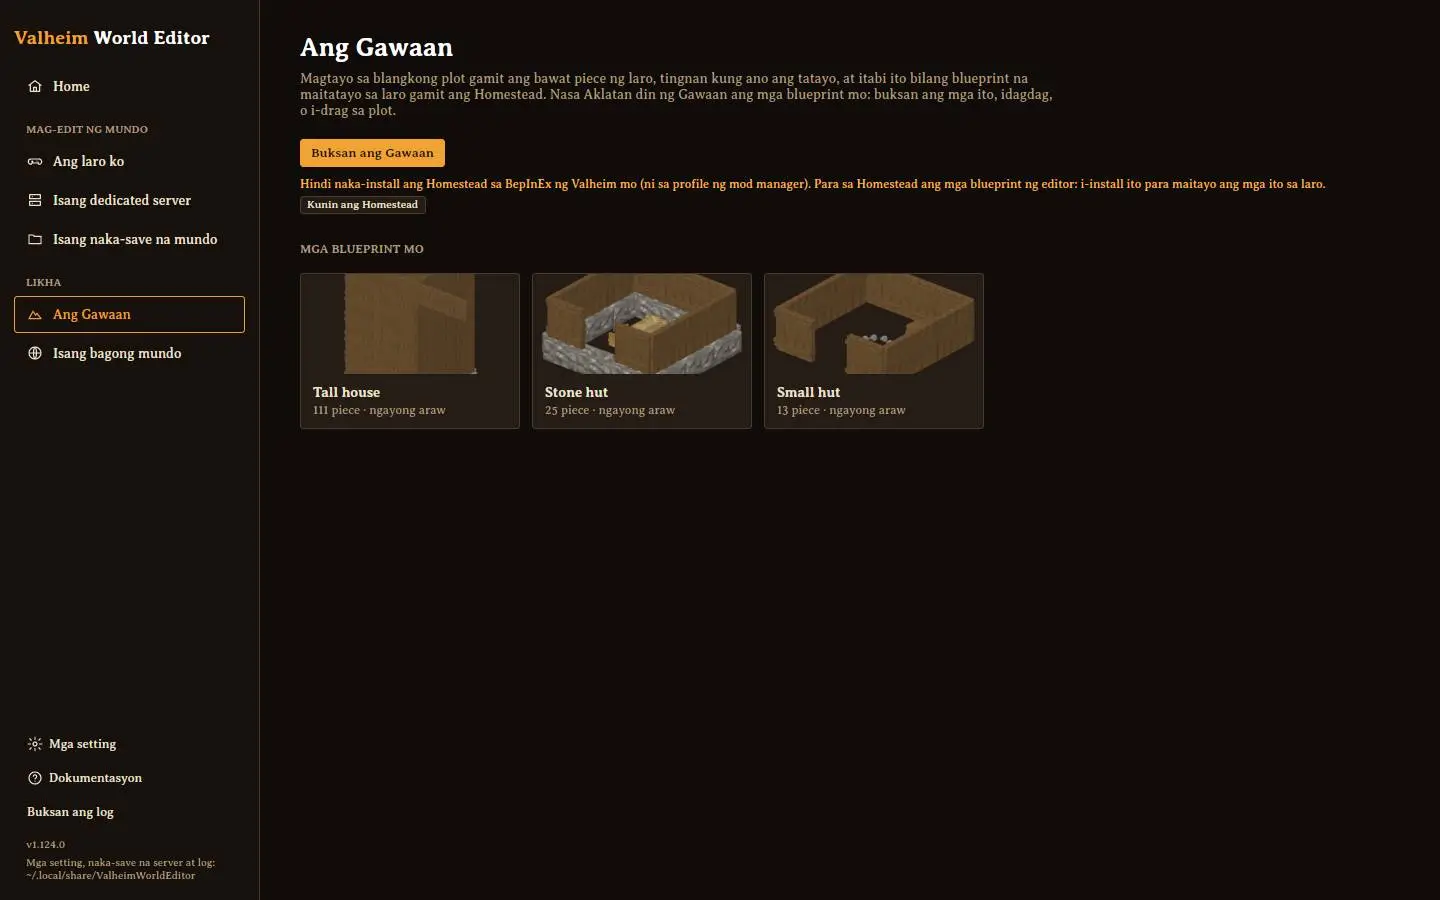 Valheim World Editor
Home
MAG-EDIT NG MUNDO
Ang laro ko
Isang dedicated server
Isang naka-save na mundo
LIKHA
Ang Gawaan
Isang bagong mundo
Mga setting
Dokumentasyon
Buksan ang log
v1.124.0
Mga setting, naka-save na server at log:
~/.local/share/ValheimWorldEditor
Ang Gawaan
Magtayo sa blangkong plot gamit ang bawat piece ng laro, tingnan kung ano ang tatayo, at itabi ito bilang blueprint na
maitatayo sa laro gamit ang Homestead. Nasa Aklatan din ng Gawaan ang mga blueprint mo: buksan ang mga ito, idagdag,
o i-drag sa plot.
Buksan ang Gawaan
Hindi naka-install ang Homestead sa BepInEx ng Valheim mo (ni sa profile ng mod manager). Para sa Homestead ang mga blueprint ng editor: i-install ito para maitayo ang mga ito sa laro.
Kunin ang Homestead
MGA BLUEPRINT MO
Tall house
111 piece · ngayong araw
Stone hut
25 piece · ngayong araw
Small hut
13 piece · ngayong araw